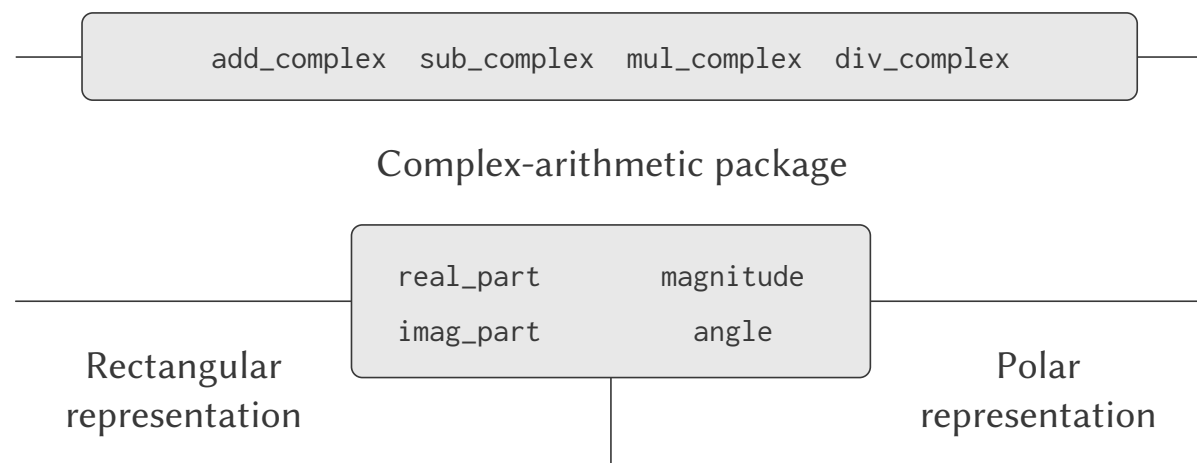 add_complex sub_complex mul_complex div_complex
Complex-arithmetic package
real_part magnitude
imag_part angle
Rectangular
representation
Polar
representation